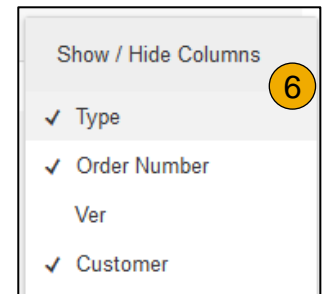 Show / Hide Columns
6
✓ Type
✓ Order Number
Ver
✓ Customer